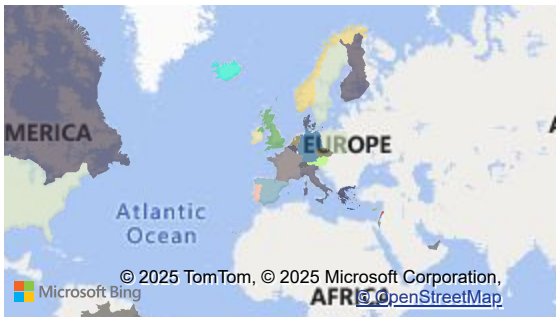 MERICA
EUROPE
A
Atlantic
Ocean
© 2025 TomTom, © 2025 Microsoft Corporation,
Microsoft Bing
AFRICA
© OpenStreetMap